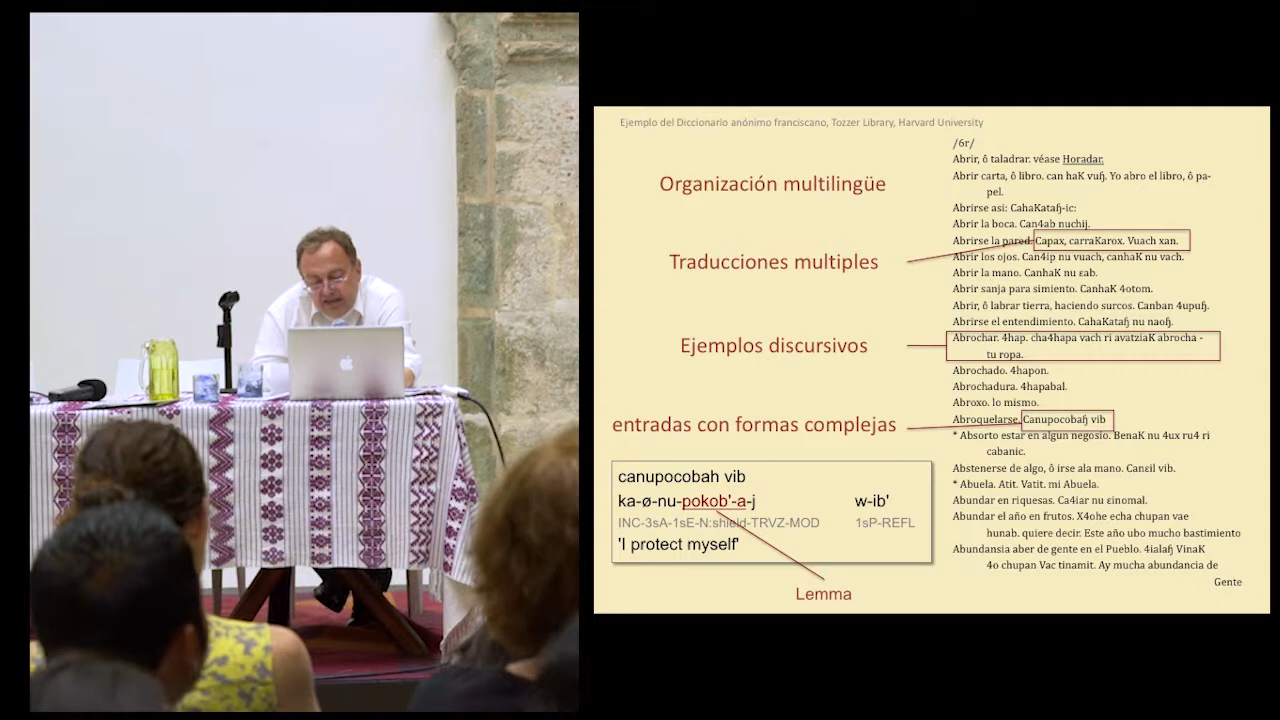 Ejemplo del Diccionario anónimo franciscano, Tozzer Library, Harvard University
Organización multilingüe
Traducciones multiples
Ejemplos discursivos
entradas con formas complejas
canupocobah vib
ka-ø-nu-pokob'-a-j w-ib'
INC-3sA-1sE-N:shield-TRVZ-MOD 1sP-REFL
'I protect myself'
Lemma
/6r/
Abrir, ô taladrar. véase Horadar.
Abrir carta, ô libro. can haK vuꜧ. Yo abro el libro, ô pa-
pel.
Abrirse asi: CahaKataꜧ-ic:
Abrir la boca. Can4ab nuchij.
Abrirse la pared. Capax, carraKarox. Vuach xan.
Abrir los ojos. Can4ip nu vuach, canhaK nu vach.
Abrir la mano. CanhaK nu ɛab.
Abrir sanja para simiento. CanhaK 4otom.
Abrir, ô labrar tierra, haciendo surcos. Canban 4upuꜧ.
Abrirse el entendimiento. CahaKataꜧ nu naoꜧ.
Abrochar. 4hap. cha4hapa vach ri avatziaK abrocha -
tu ropa.
Abrochado. 4hapon.
Abrochadura. 4hapabal.
Abroxo. lo mismo.
Abroquelarse. Canupocobaꜧ vib
* Absorto estar en algun negosio. BenaK nu 4ux ru4 ri
cabanic.
Abstenerse de algo, ô irse ala mano. Canɛil vib.
* Abuela. Atit. Vatit. mi Abuela.
Abundar en riquesas. Ca4iar nu ɛinomal.
Abundar el año en frutos. X4ohe echa chupan vae
hunab. quiere decir. Este año ubo mucho bastimiento
Abundansia aber de gente en el Pueblo. 4ialaꜧ VinaK
4o chupan Vac tinamit. Ay mucha abundancia de
Gente